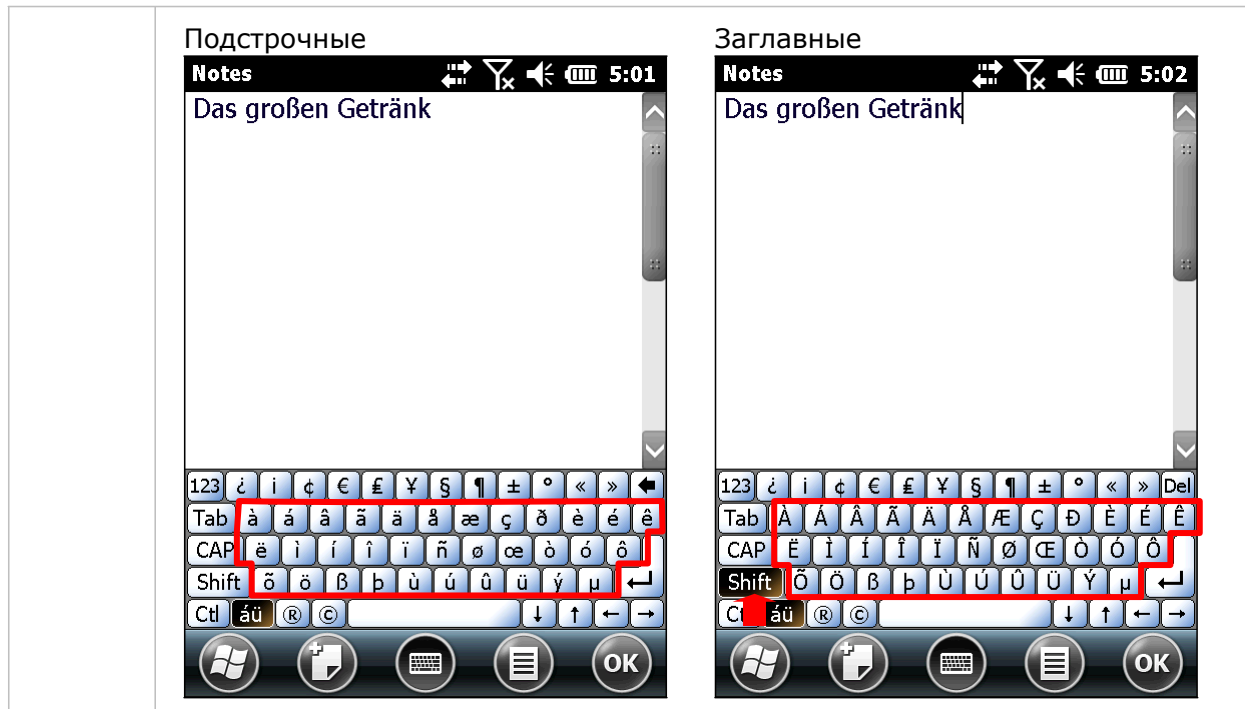 Подстрочные
Notes 5:01
Das großen Getränk
123 ¿ ¡ ¢ € £ ¥ § ¶ ± º « »
Tab à á â ã ä å æ ç ð è é ê
CAP ë ì í î ï ñ ø œ ò ó ô
Shift õ ö ß þ ù ú û ü ý µ
Ctl áü ® © ↓ ↑ ← →
OK
Заглавные
Notes 5:02
Das großen Getränk
123 ¿ ¡ ¢ € £ ¥ § ¶ ± º « » Del
Tab À Á Â Ã Ä Å Æ Ç Ð È É Ê
CAP Ë Ì Í Î Ï Ñ Ø Œ Ò Ó Ô
Shift Õ Ö ß þ Ù Ú Û Ü Ý µ
áü ® © ↓ ↑ ← →
OK